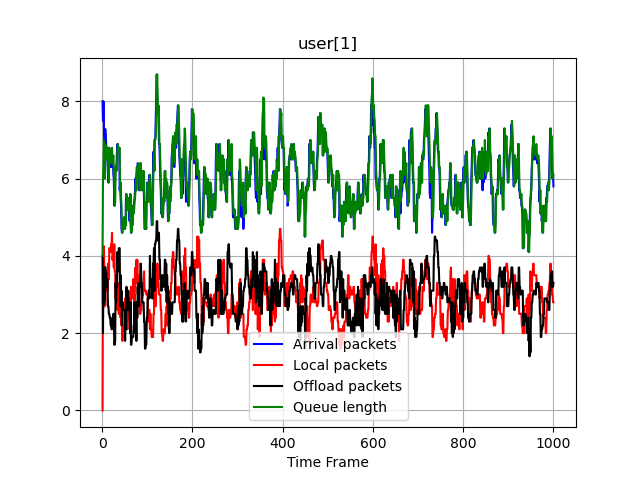 user[1]
8
6
4
2
0
Arrival packets
Local packets
Offload packets
Queue length
0 200 400 600 800 1000
Time Frame